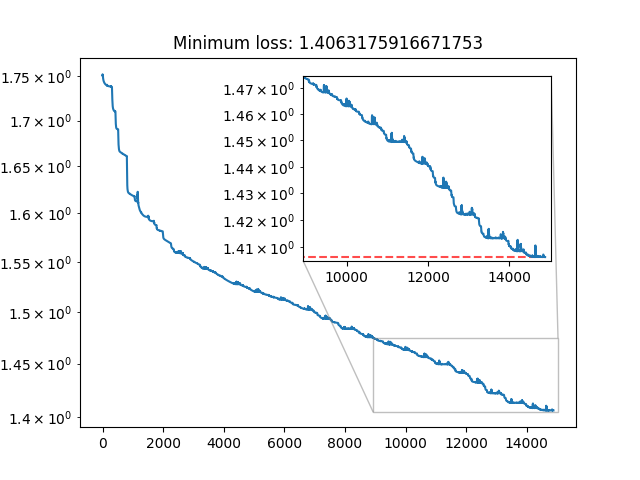 Minimum loss: 1.4063175916671753
1.75 × 10⁰
1.7 × 10⁰
1.65 × 10⁰
1.6 × 10⁰
1.55 × 10⁰
1.5 × 10⁰
1.45 × 10⁰
1.4 × 10⁰
0 2000 4000 6000 8000 10000 12000 14000
1.47 × 10⁰
1.46 × 10⁰
1.45 × 10⁰
1.44 × 10⁰
1.43 × 10⁰
1.42 × 10⁰
1.41 × 10⁰
10000 12000 14000